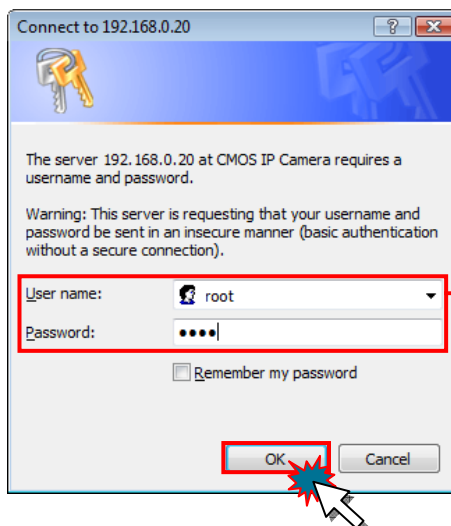 Connect to 192.168.0.20
The server 192.168.0.20 at CMOS IP Camera requires a
username and password.
Warning: This server is requesting that your username and
password be sent in an insecure manner (basic authentication
without a secure connection).
User name:
root
Password:
••••
Remember my password
OK
Cancel